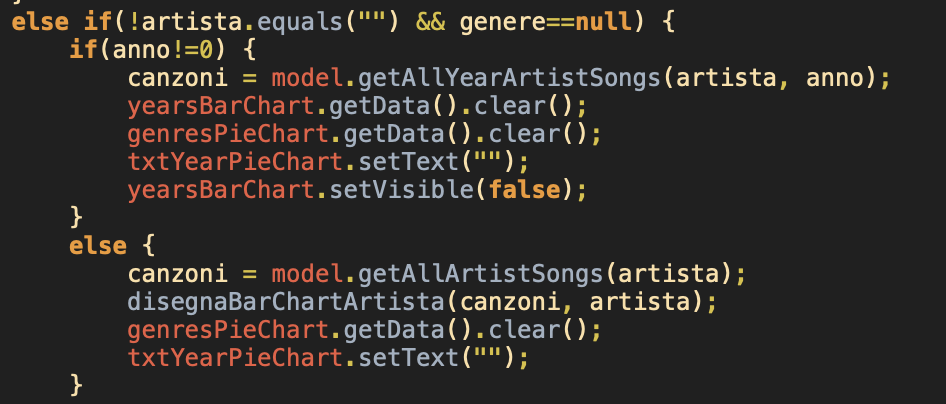 }
else if(!artista.equals("") && genere==null) {
    if(anno!=0) {
        canzoni = model.getAllYearArtistSongs(artista, anno);
        yearsBarChart.getData().clear();
        genresPieChart.getData().clear();
        txtYearPieChart.setText("");
        yearsBarChart.setVisible(false);
    }
    else {
        canzoni = model.getAllArtistSongs(artista);
        disegnaBarChartArtista(canzoni, artista);
        genresPieChart.getData().clear();
        txtYearPieChart.setText("");
    }